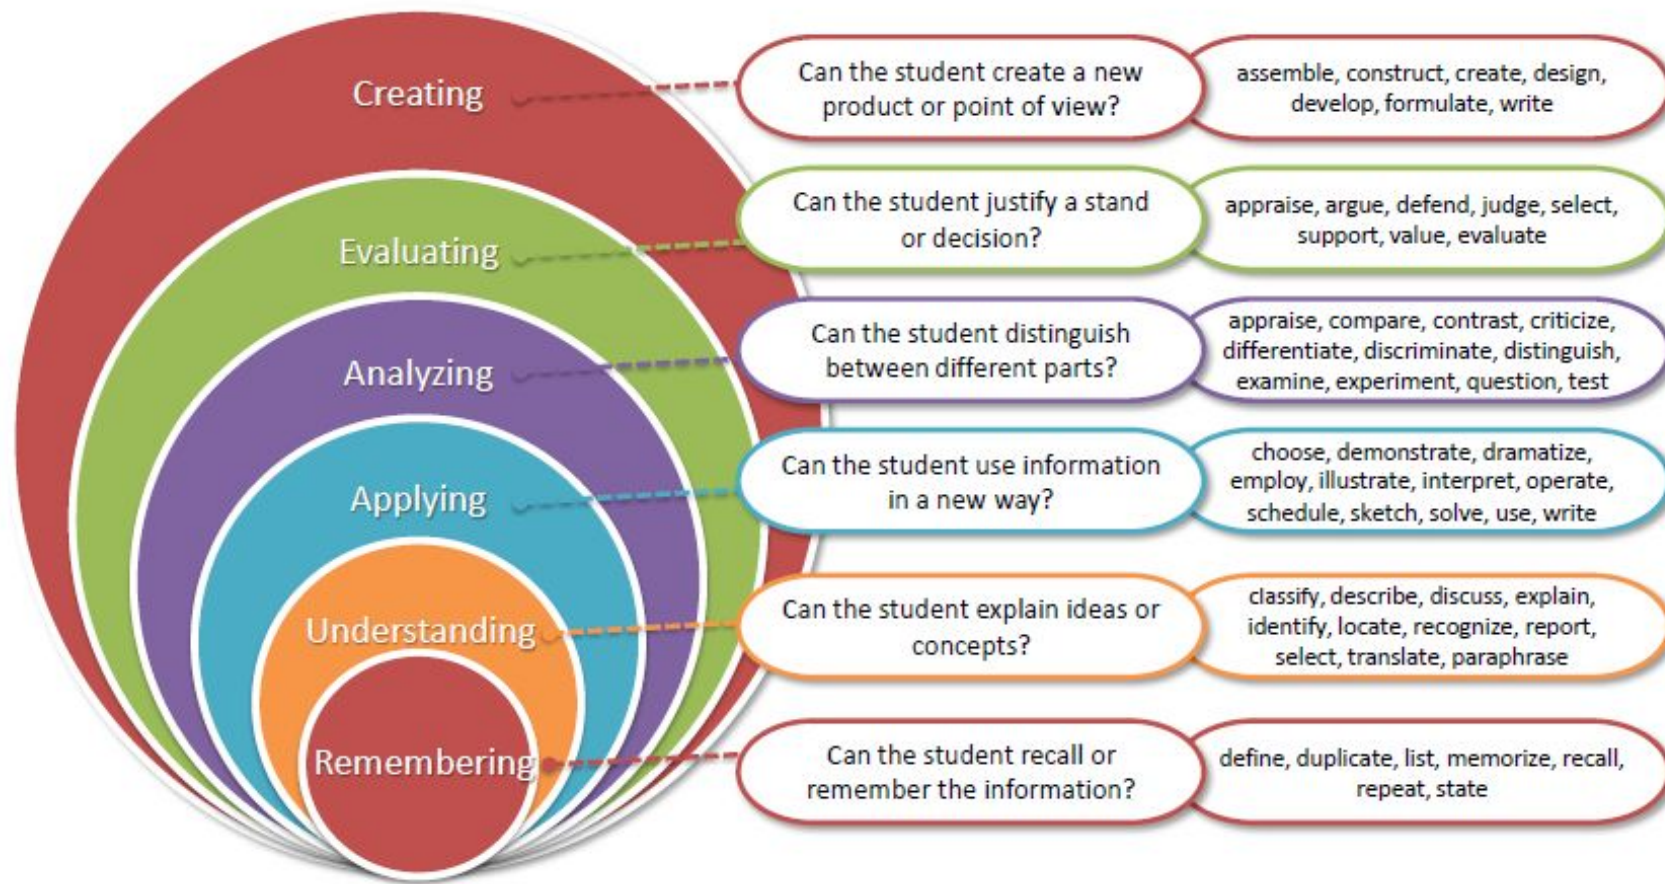 Creating
Can the student create a new
product or point of view?
assemble, construct, create, design,
develop, formulate, write
Evaluating
Can the student justify a stand
or decision?
appraise, argue, defend, judge, select,
support, value, evaluate
Analyzing
Can the student distinguish
between different parts?
appraise, compare, contrast, criticize,
differentiate, discriminate, distinguish,
examine, experiment, question, test
Applying
Can the student use information
in a new way?
choose, demonstrate, dramatize,
employ, illustrate, interpret, operate,
schedule, sketch, solve, use, write
Understanding
Can the student explain ideas or
concepts?
classify, describe, discuss, explain,
identify, locate, recognize, report,
select, translate, paraphrase
Remembering
Can the student recall or
remember the information?
define, duplicate, list, memorize, recall,
repeat, state